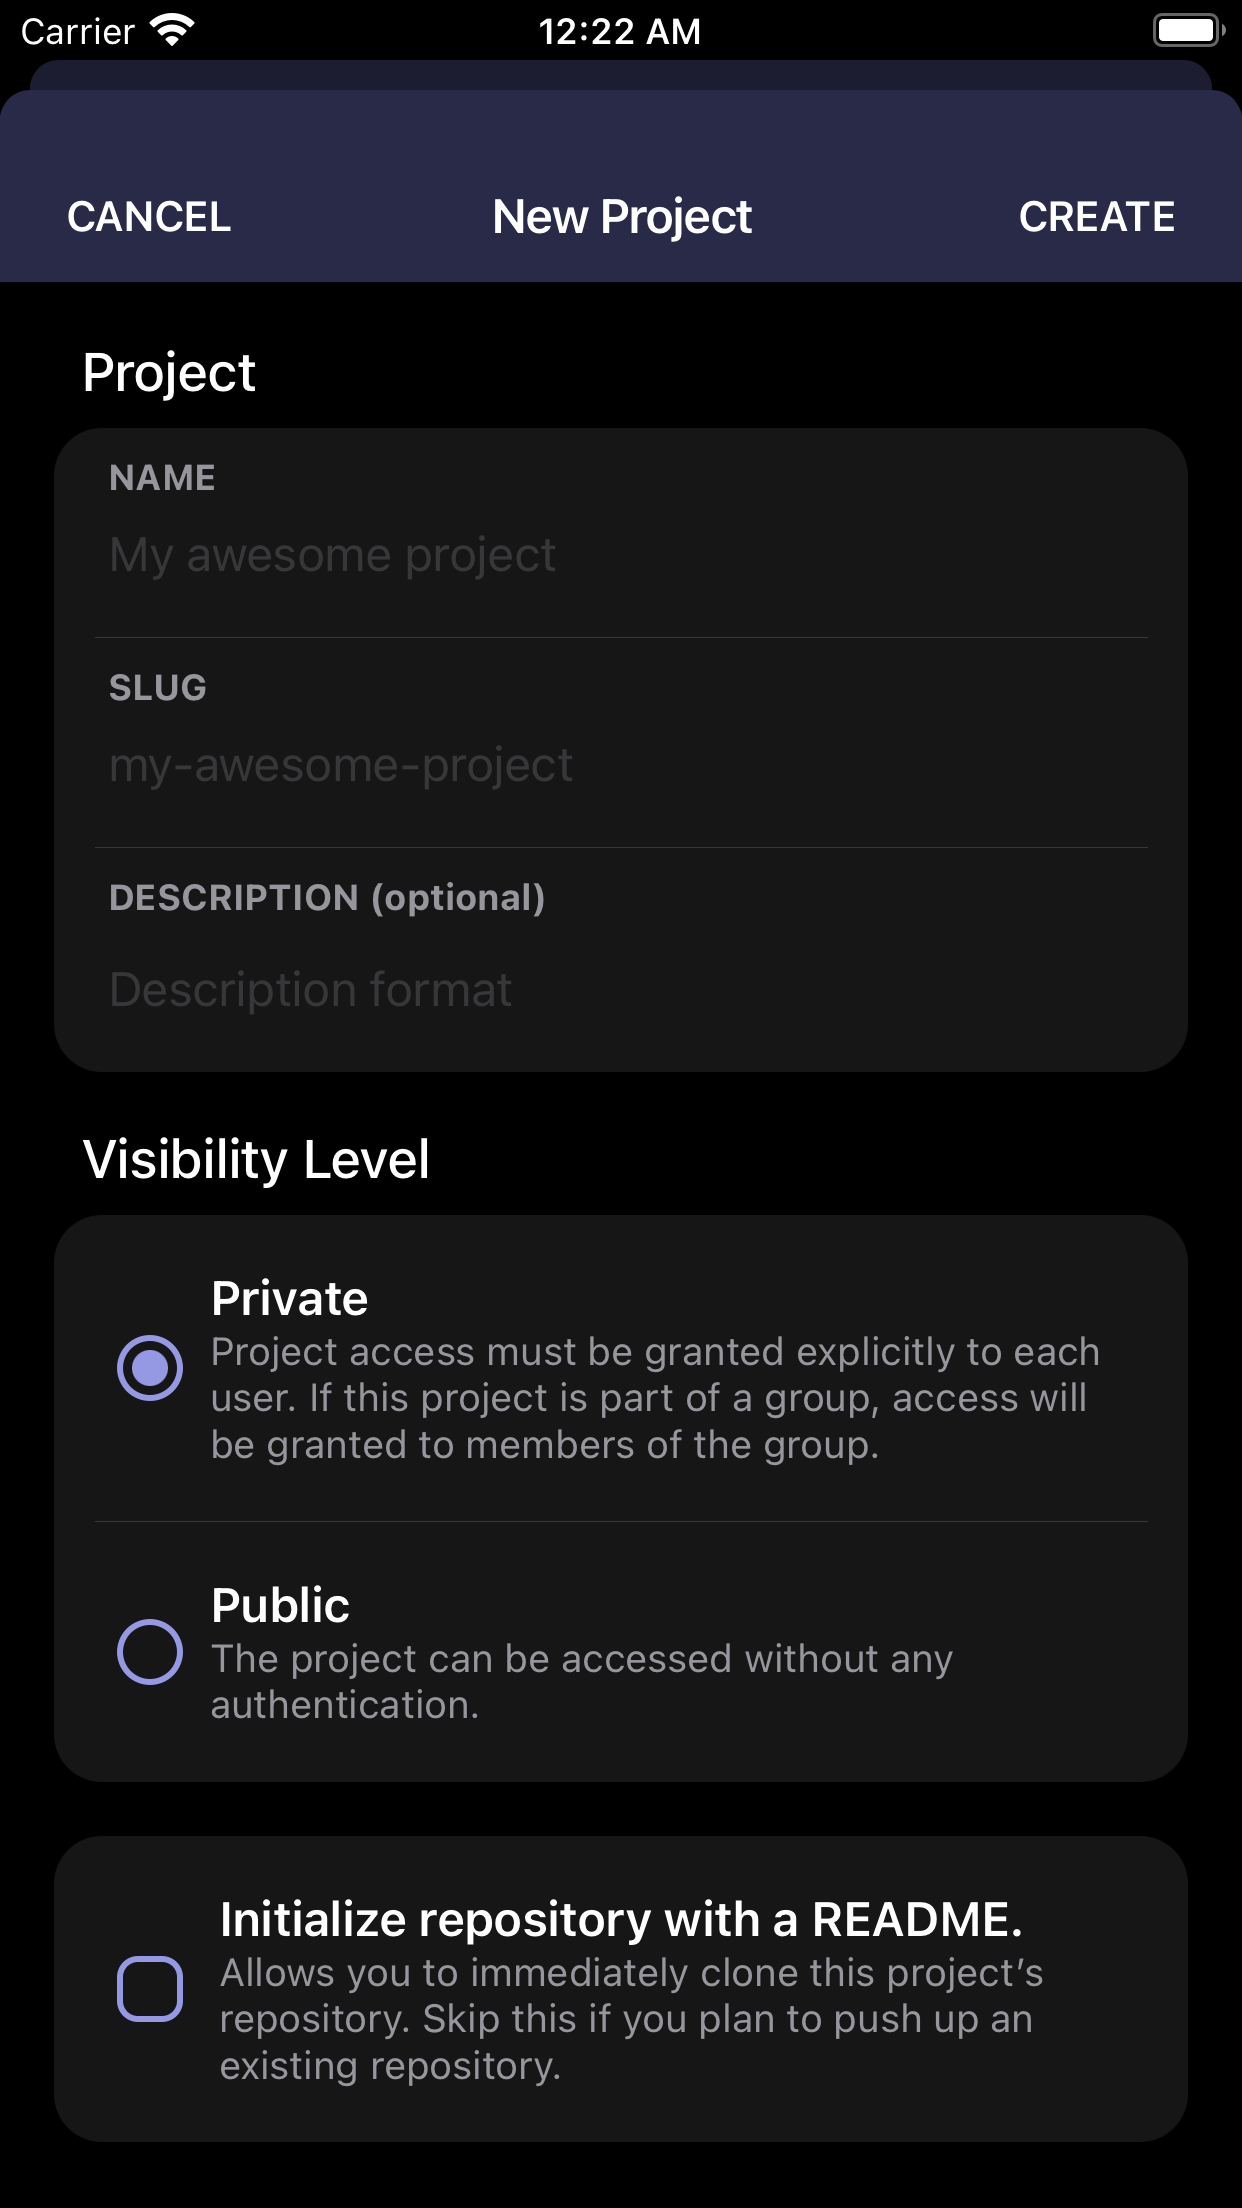 Carrier 12:22 AM
CANCEL New Project CREATE
Project
NAME
My awesome project
SLUG
my-awesome-project
DESCRIPTION (optional)
Description format
Visibility Level
Private
Project access must be granted explicitly to each
user. If this project is part of a group, access will
be granted to members of the group.
Public
The project can be accessed without any
authentication.
Initialize repository with a README.
Allows you to immediately clone this project’s
repository. Skip this if you plan to push up an
existing repository.